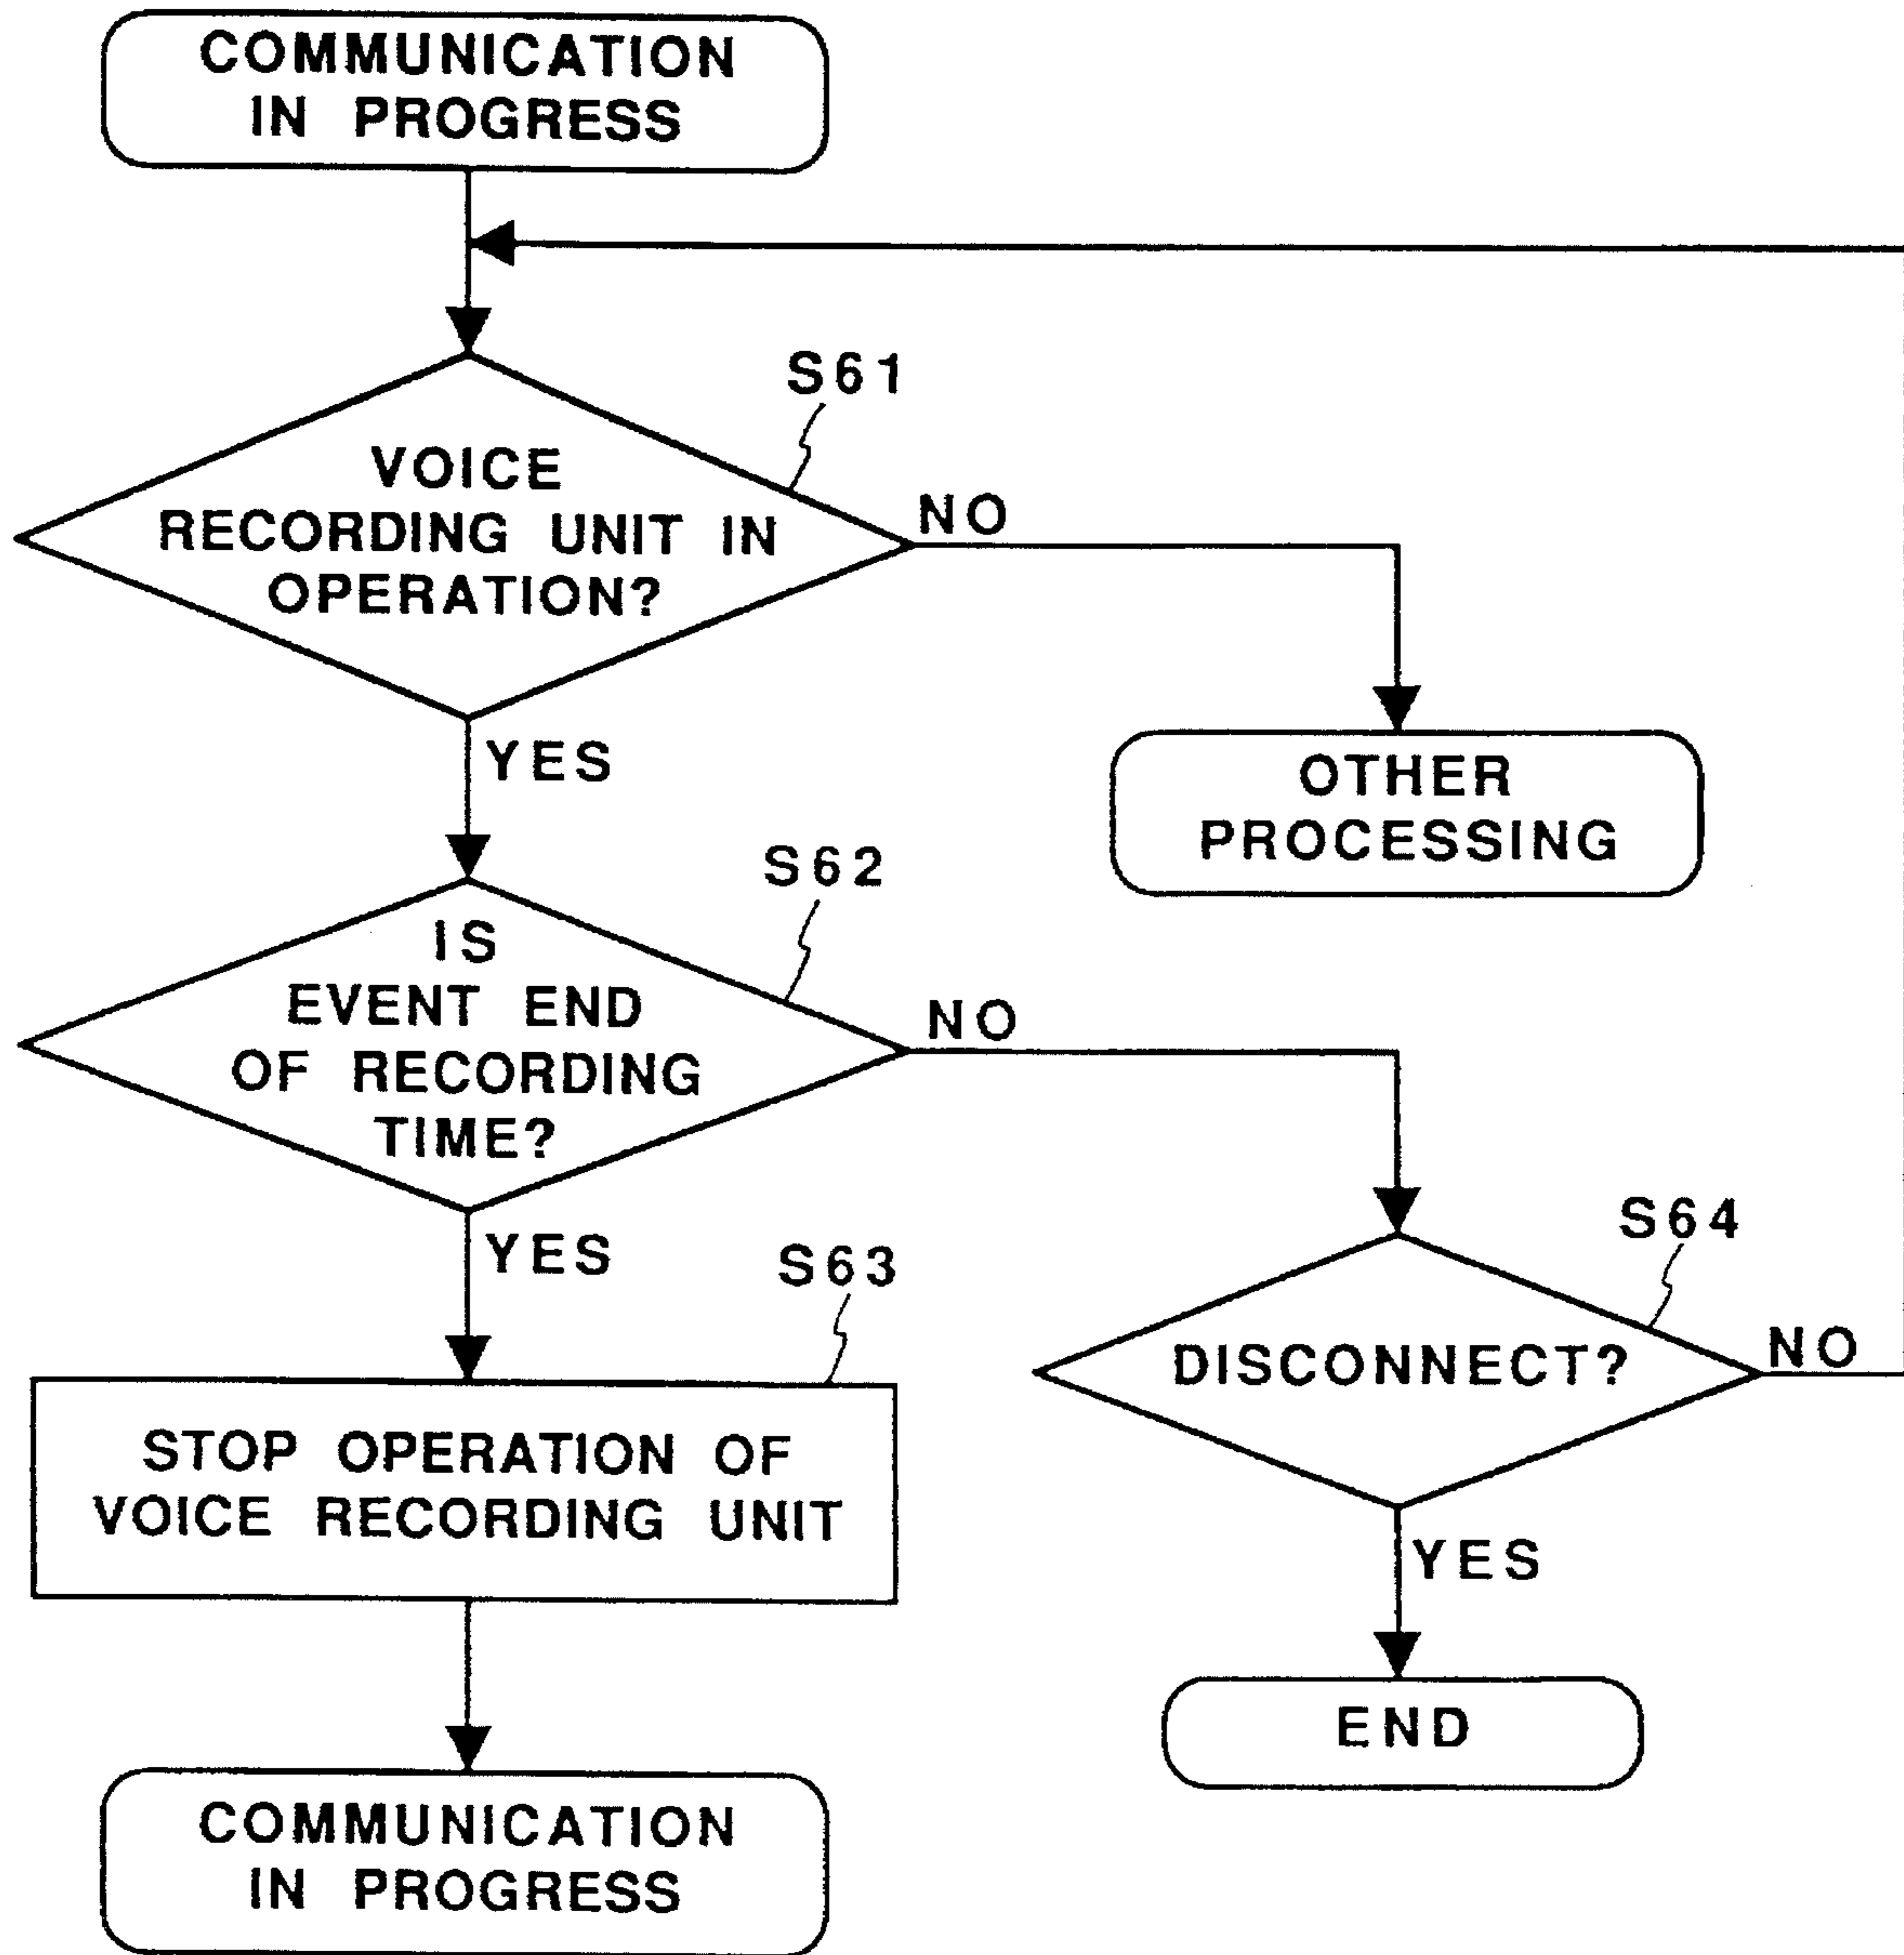 COMMUNICATION
IN PROGRESS
S61
VOICE
RECORDING UNIT IN
OPERATION?
NO
YES
OTHER
PROCESSING
S62
IS
EVENT END
OF RECORDING
TIME?
NO
YES
S63
S64
DISCONNECT?
NO
STOP OPERATION OF
VOICE RECORDING UNIT
YES
END
COMMUNICATION
IN PROGRESS